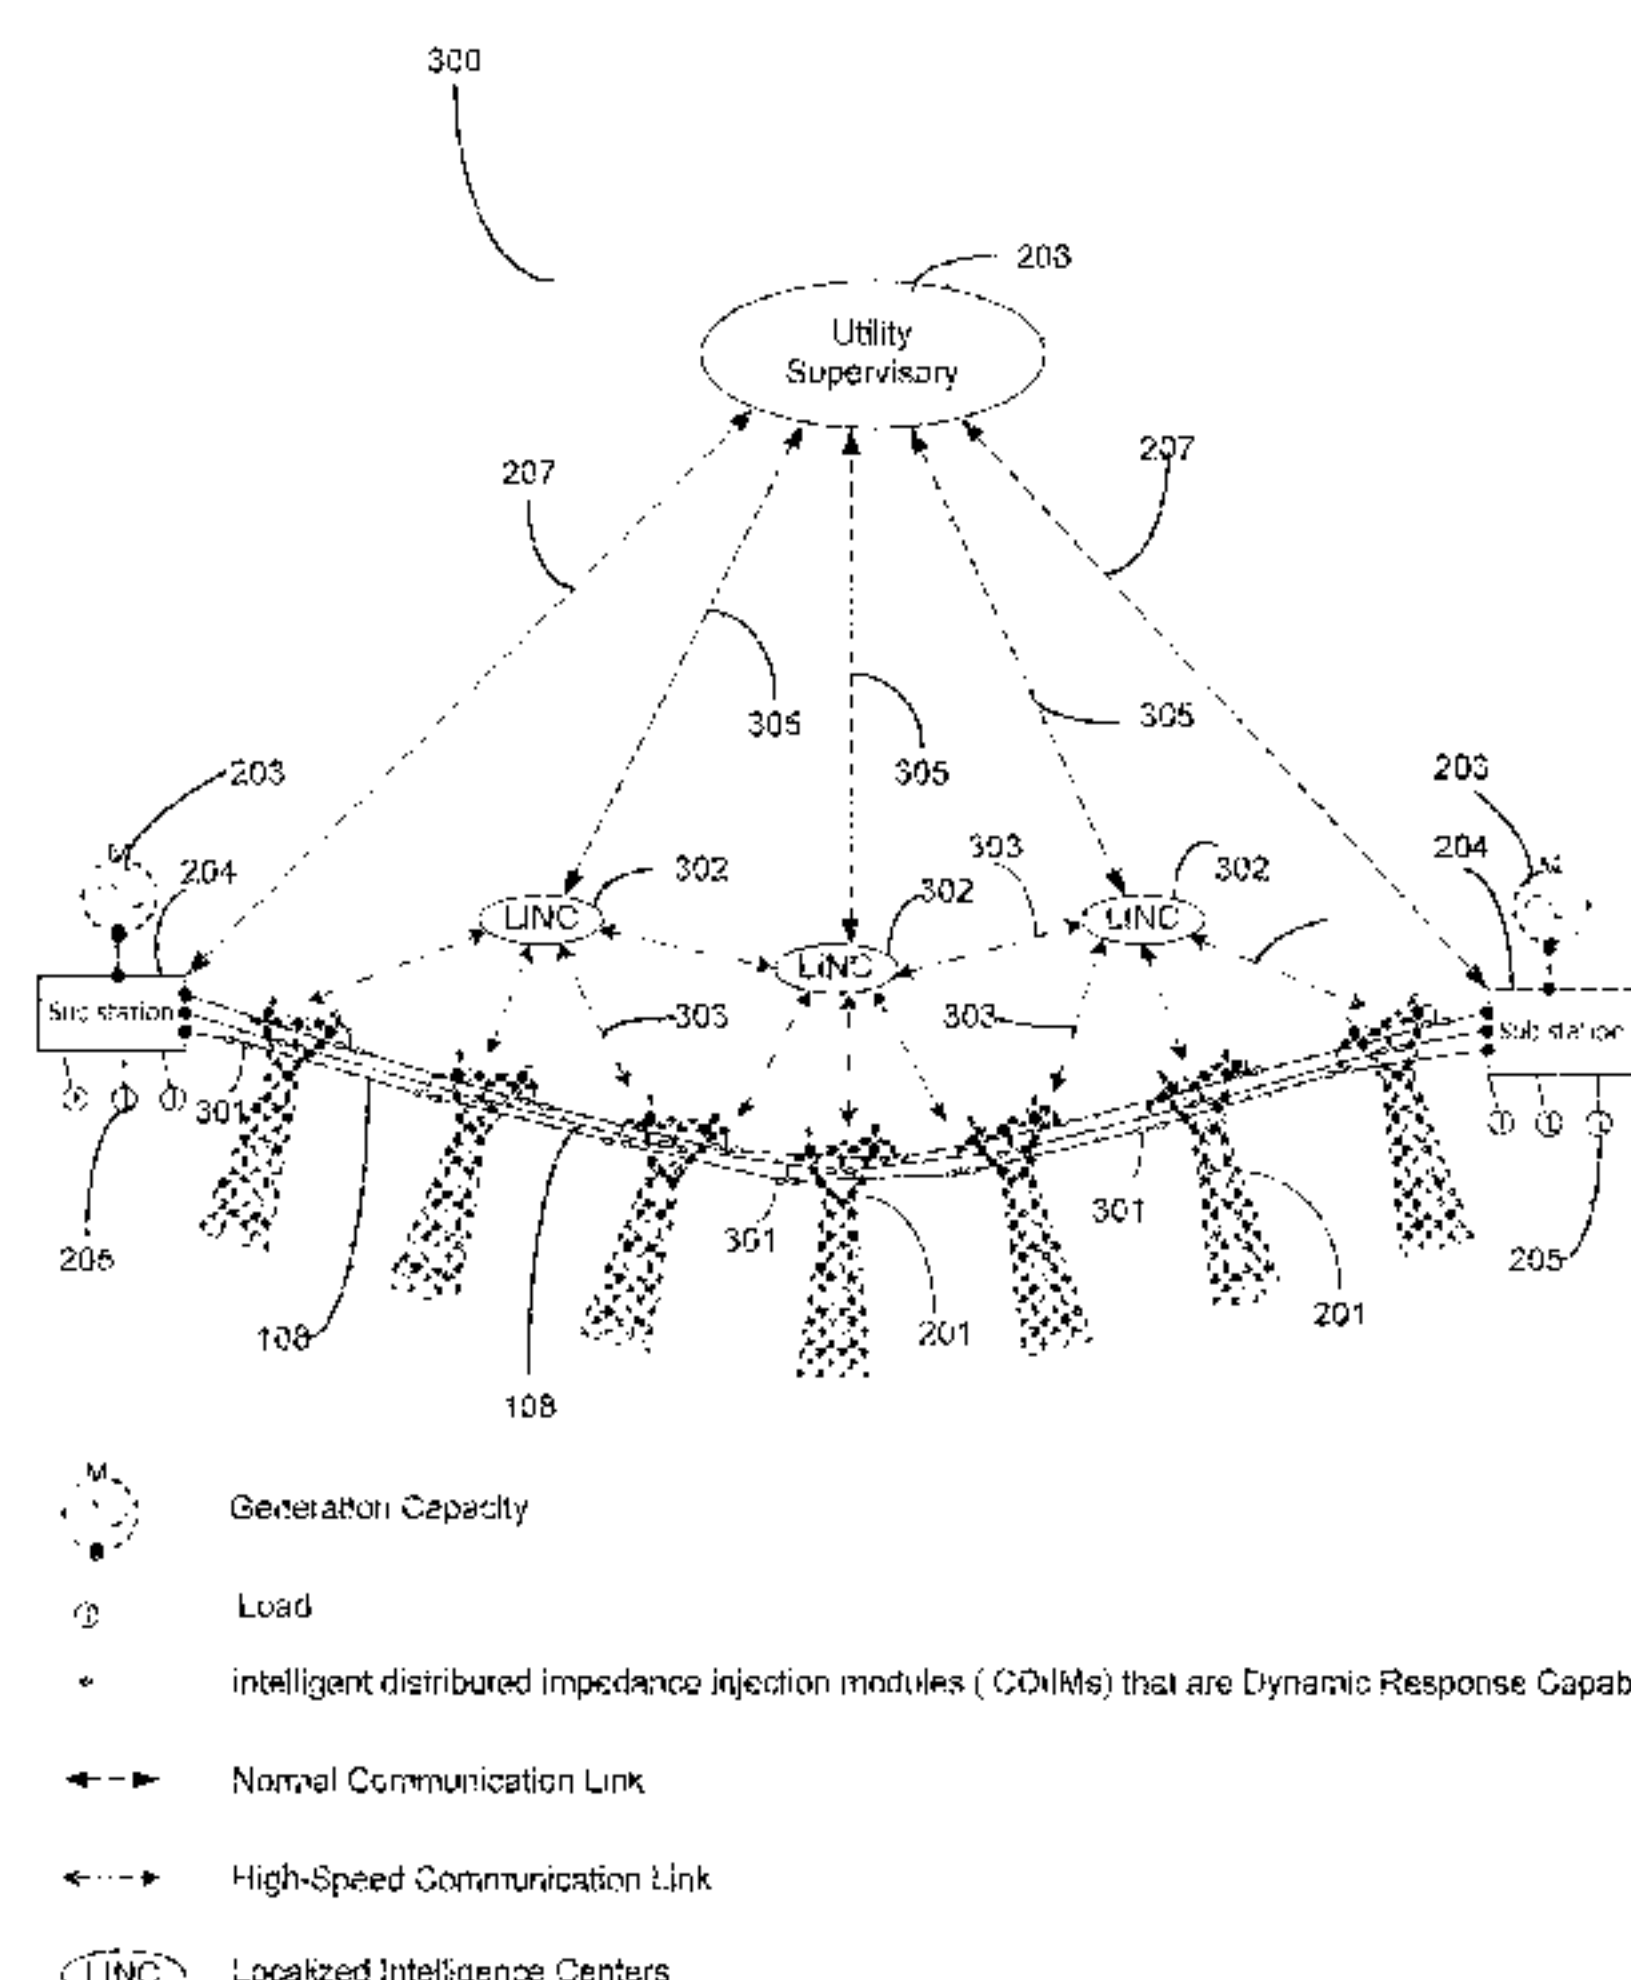 300
203
Utility
Supervisory
207
207
305
305
305
203
203
M
M
204
204
302
302
302
303
LINC
LINC
LINC
Sub station
Sub station
303
303
301
301
301
205
205
201
201
108
108
M
Generation Capacity
Load
intelligent distribured impedance injection modules ( CDIIMs) that are Dynamic Response Capab
Normal Communication Link
High-Speed Communication Link
LINC
Localized Intelligence Centers